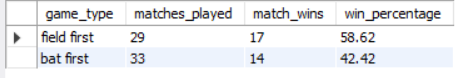 game_type matches_played match_wins win_percentage
field first 29 17 58.62
bat first 33 14 42.42